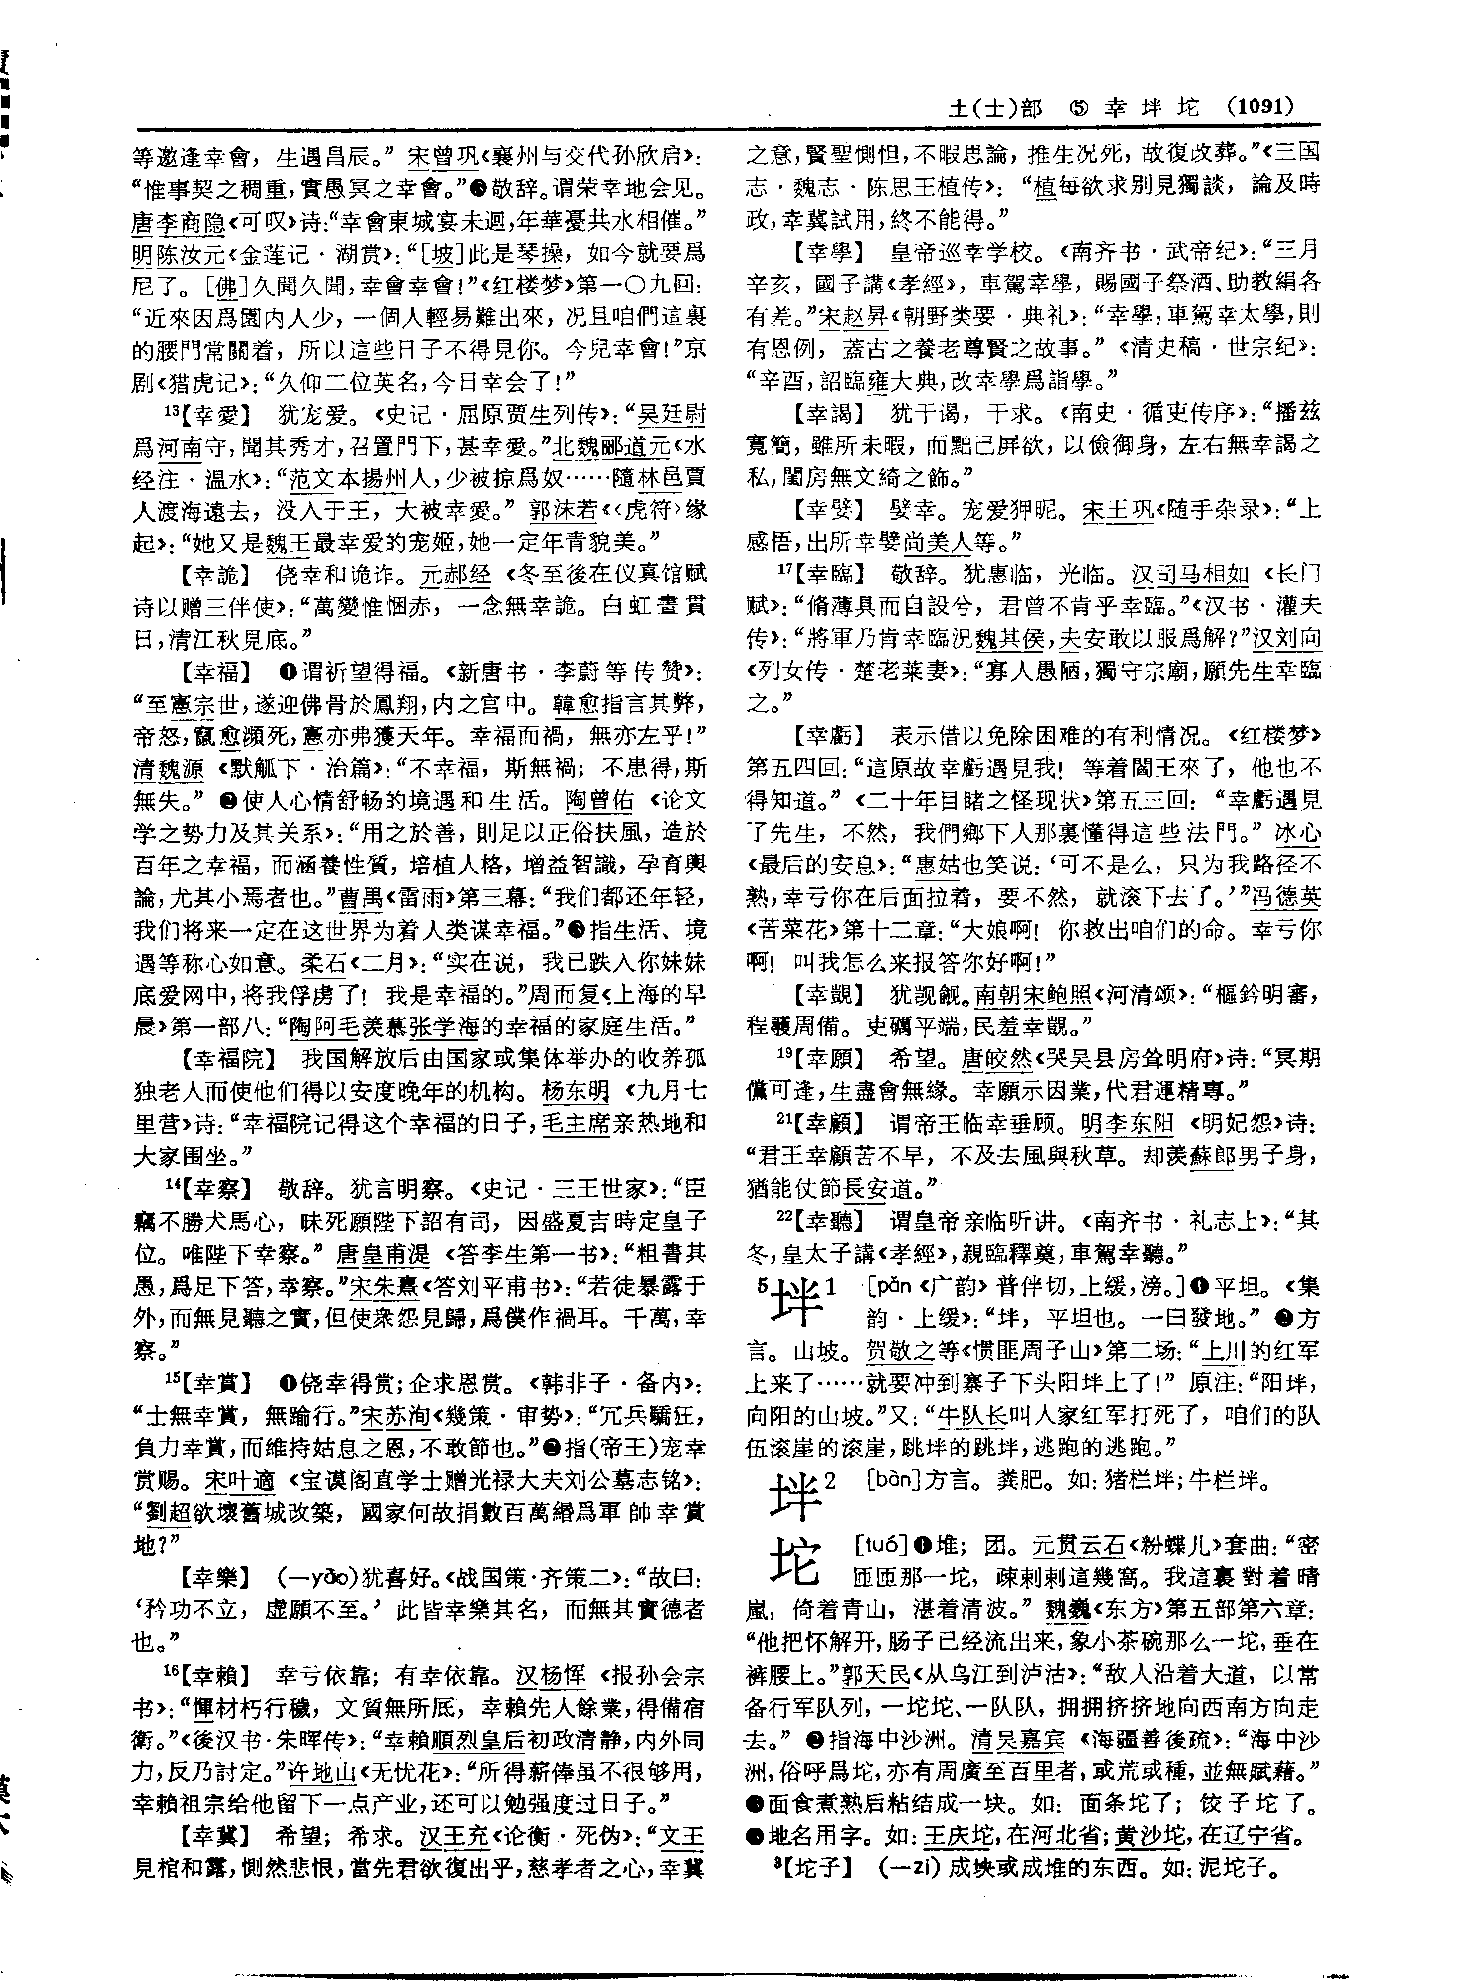 土(士)部 ⑤ 幸 坢 坨 (1091)
等邀逢幸會，生遇昌辰。”宋曾巩《襄州与交代孙欣启》：
“惟事契之稠重，實愚冥之幸會。”❸敬辞。谓荣幸地会见。
唐李商隐《可叹》诗：“幸會東城宴未迴，年華憂共水相催。”
明陈汝元《金莲记·湖赏》：“[坡]此是琴操，如今就要爲
尼了。[佛]久聞久聞，幸會幸會！”《红楼梦》第一〇九回：
“近來因爲園内人少，一個人輕易難出來，况且咱們這裏
的腰門常關着，所以這些日子不得見你。今兒幸會！”京
剧《猎虎记》：“久仰二位英名，今日幸会了！”
13【幸愛】 犹宠爱。《史记·屈原贾生列传》：“吴廷尉
爲河南守，聞其秀才，召置門下，甚幸愛。”北魏郦道元《水
经注·温水》：“范文本揚州人，少被掠爲奴……隨林邑賈
人渡海遠去，没入于王，大被幸愛。”郭沫若《〈虎符〉缘
起》：“她又是魏王最幸爱的宠姬，她一定年青貌美。”
【幸詭】 侥幸和诡诈。元郝经《冬至後在仪真馆赋
诗以赠三伴使》：“萬變惟悃赤，一念無幸詭。白虹晝貫
日，清江秋見底。”
【幸福】 ❶谓祈望得福。《新唐书·李蔚等传赞》：
“至憲宗世，遂迎佛骨於鳳翔，内之宫中。韓愈指言其弊，
帝怒，竄愈瀕死，憲亦弗獲天年。幸福而禍，無亦左乎！”
清魏源《默觚下·治篇》：“不幸福，斯無禍；不患得，斯
無失。”❷使人心情舒畅的境遇和生活。陶曾佑《论文
学之势力及其关系》：“用之於善，則足以正俗扶風，造於
百年之幸福，而涵養性質，培植人格，增益智識，孕育輿
論，尤其小焉者也。”曹禺《雷雨》第三幕：“我们都还年轻，
我们将来一定在这世界为着人类谋幸福。”❸指生活、境
遇等称心如意。柔石《二月》：“实在说，我已跌入你妹妹
底爱网中，将我俘虏了！我是幸福的。”周而复《上海的早
晨》第一部八：“陶阿毛羡慕张学海的幸福的家庭生活。”
【幸福院】 我国解放后由国家或集体举办的收养孤
独老人而使他们得以安度晚年的机构。杨东明《九月七
里营》诗：“幸福院记得这个幸福的日子，毛主席亲热地和
大家围坐。”
14【幸察】 敬辞。犹言明察。《史记·三王世家》：“臣
竊不勝犬馬心，昧死願陛下詔有司，因盛夏吉時定皇子
位。唯陛下幸察。”唐皇甫湜《答李生第一书》：“粗書其
愚，爲足下答，幸察。”宋朱熹《答刘平甫书》：“若徒暴露于
外，而無見聽之實，但使衆怨見歸，爲僕作禍耳。千萬，幸
察。”
15【幸賞】 ❶侥幸得赏；企求恩赏。《韩非子·备内》：
“士無幸賞，無踰行。”宋苏洵《幾策·审势》：“冗兵驕狂，
負力幸賞，而维持姑息之恩，不敢節也。”❷指(帝王)宠幸
赏赐。宋叶適《宝谟阁直学士赠光禄大夫刘公墓志铭》：
“劉超欲壞舊城改築，國家何故捐數百萬緡爲軍帥幸賞
地？”
【幸樂】 (—yào)犹喜好。《战国策·齐策二》：“故曰：
‘矜功不立，虚願不至。’此皆幸樂其名，而無其實德者
也。”
16【幸賴】 幸亏依靠；有幸依靠。汉杨恽《报孙会宗
书》：“惲材朽行穢，文質無所厎，幸賴先人餘業，得備宿
衛。”《後汉书·朱晖传》：“幸賴順烈皇后初政清静，内外同
力，反乃討定。”许地山《无忧花》：“所得薪俸虽不很够用，
幸賴祖宗给他留下一点产业，还可以勉强度过日子。”
【幸冀】 希望；希求。汉王充《论衡·死伪》：“文王
見棺和露，惻然悲恨，當先君欲復出乎，慈孝者之心，幸冀
之意，賢聖惻怛，不暇思論，推生况死，故復改葬。”《三国
志·魏志·陈思王植传》：“植每欲求别見獨談，論及時
政，幸冀試用，終不能得。”
【幸學】 皇帝巡幸学校。《南齐书·武帝纪》：“三月
辛亥，國子講《孝經》，車駕幸學，賜國子祭酒、助教絹各
有差。”宋赵昇《朝野类要·典礼》：“幸學，車駕幸太學，則
有恩例，蓋古之養老尊賢之故事。”《清史稿·世宗纪》：
“辛酉，詔臨雍大典，改幸學爲詣學。”
【幸謁】 犹干谒，干求。《南史·循吏传序》：“播兹
寬簡，雖所未暇，而黜己屏欲，以儉御身，左右無幸謁之
私，闈房無文綺之飾。”
【幸嬖】 嬖幸。宠爱狎昵。宋王巩《随手杂录》：“上
感悟，出所幸嬖尚美人等。”
17【幸臨】 敬辞。犹惠临，光临。汉司马相如《长门
赋》：“脩薄具而自設兮，君曾不肯乎幸臨。”《汉书·灌夫
传》：“將軍乃肯幸臨況魏其侯，夫安敢以服爲解？”汉刘向
《列女传·楚老莱妻》：“寡人愚陋，獨守宗廟，願先生幸臨
之。”
【幸虧】 表示借以免除困难的有利情况。《红楼梦》
第五四回：“這原故幸虧遇見我！等着閻王來了，他也不
得知道。”《二十年目睹之怪现状》第五三回：“幸虧遇見
了先生，不然，我們鄉下人那裏懂得這些法門。”冰心
《最后的安息》：“惠姑也笑说：‘可不是么，只为我路径不
熟，幸亏你在后面拉着，要不然，就滚下去了。’”冯德英
《苦菜花》第十二章：“大娘啊！你救出咱们的命。幸亏你
啊！叫我怎么来报答你好啊！”
【幸覬】 犹觊觎。南朝宋鲍照《河清颂》：“樞鈐明審，
程䕶周備。吏礪平端，民羞幸覬。”
19【幸願】 希望。唐皎然《哭吴县房耸明府》诗：“冥期
儻可逢，生盡會無緣。幸願示因業，代君運精專。”
21【幸顧】 谓帝王临幸垂顾。明李东阳《明妃怨》诗：
“君王幸顧苦不早，不及去風與秋草。却羡蘇郎男子身，
猶能仗節長安道。”
22【幸聽】 谓皇帝亲临听讲。《南齐书·礼志上》：“其
冬，皇太子講《孝經》，親臨釋奠，車駕幸聽。”
5坢1 [pǎn《广韵》普伴切，上缓，滂。]❶平坦。《集
韵·上缓》：“坢，平坦也。一曰發地。”❷方
言。山坡。贺敬之等《惯匪周子山》第二场：“上川的红军
上来了……就要冲到寨子下头阳坢上了！”原注：“阳坢，
向阳的山坡。”又：“牛队长叫人家红军打死了，咱们的队
伍滚崖的滚崖，跳坢的跳坢，逃跑的逃跑。”
坢2 [bàn]方言。粪肥。如：猪栏坢；牛栏坢。
坨 [tuó]❶堆；团。元贯云石《粉蝶儿》套曲：“密
匝匝那一坨，疎剌剌這幾窩。我這裏對着晴
嵐，倚着青山，湛着清波。”魏巍《东方》第五部第六章：
“他把怀解开，肠子已经流出来，象小茶碗那么一坨，垂在
裤腰上。”郭天民《从乌江到泸沽》：“敌人沿着大道，以常
备行军队列，一坨坨、一队队，拥拥挤挤地向西南方向走
去。”❷指海中沙洲。清吴嘉宾《海疆善後疏》：“海中沙
洲，俗呼爲坨，亦有周廣至百里者，或荒或種，並無賦藉。”
❸面食煮熟后粘结成一块。如：面条坨了；饺子坨了。
❹地名用字。如：王庆坨，在河北省；黄沙坨，在辽宁省。
3【坨子】 (—zi)成块或成堆的东西。如：泥坨子。